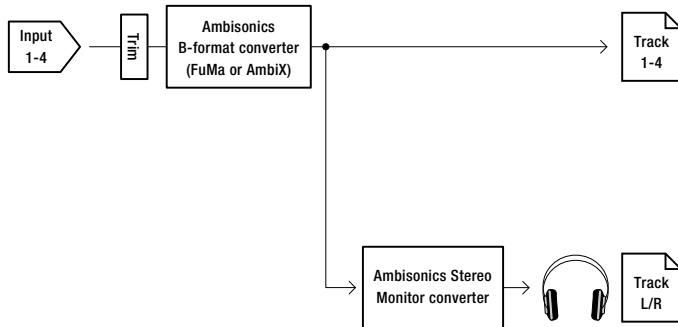 Input
1-4
Trim
Ambisonics
B-format converter
(FuMa or AmbiX)
Track
1-4
Ambisonics Stereo
Monitor converter
Track
L/R